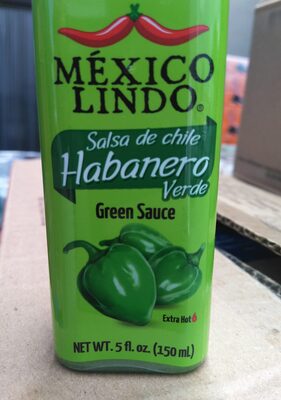 MÉXICO
LINDO®
Salsa de chile
Habanero
Verde
Green Sauce
Extra Hot
NET WT. 5 fl. oz. (150 mL)